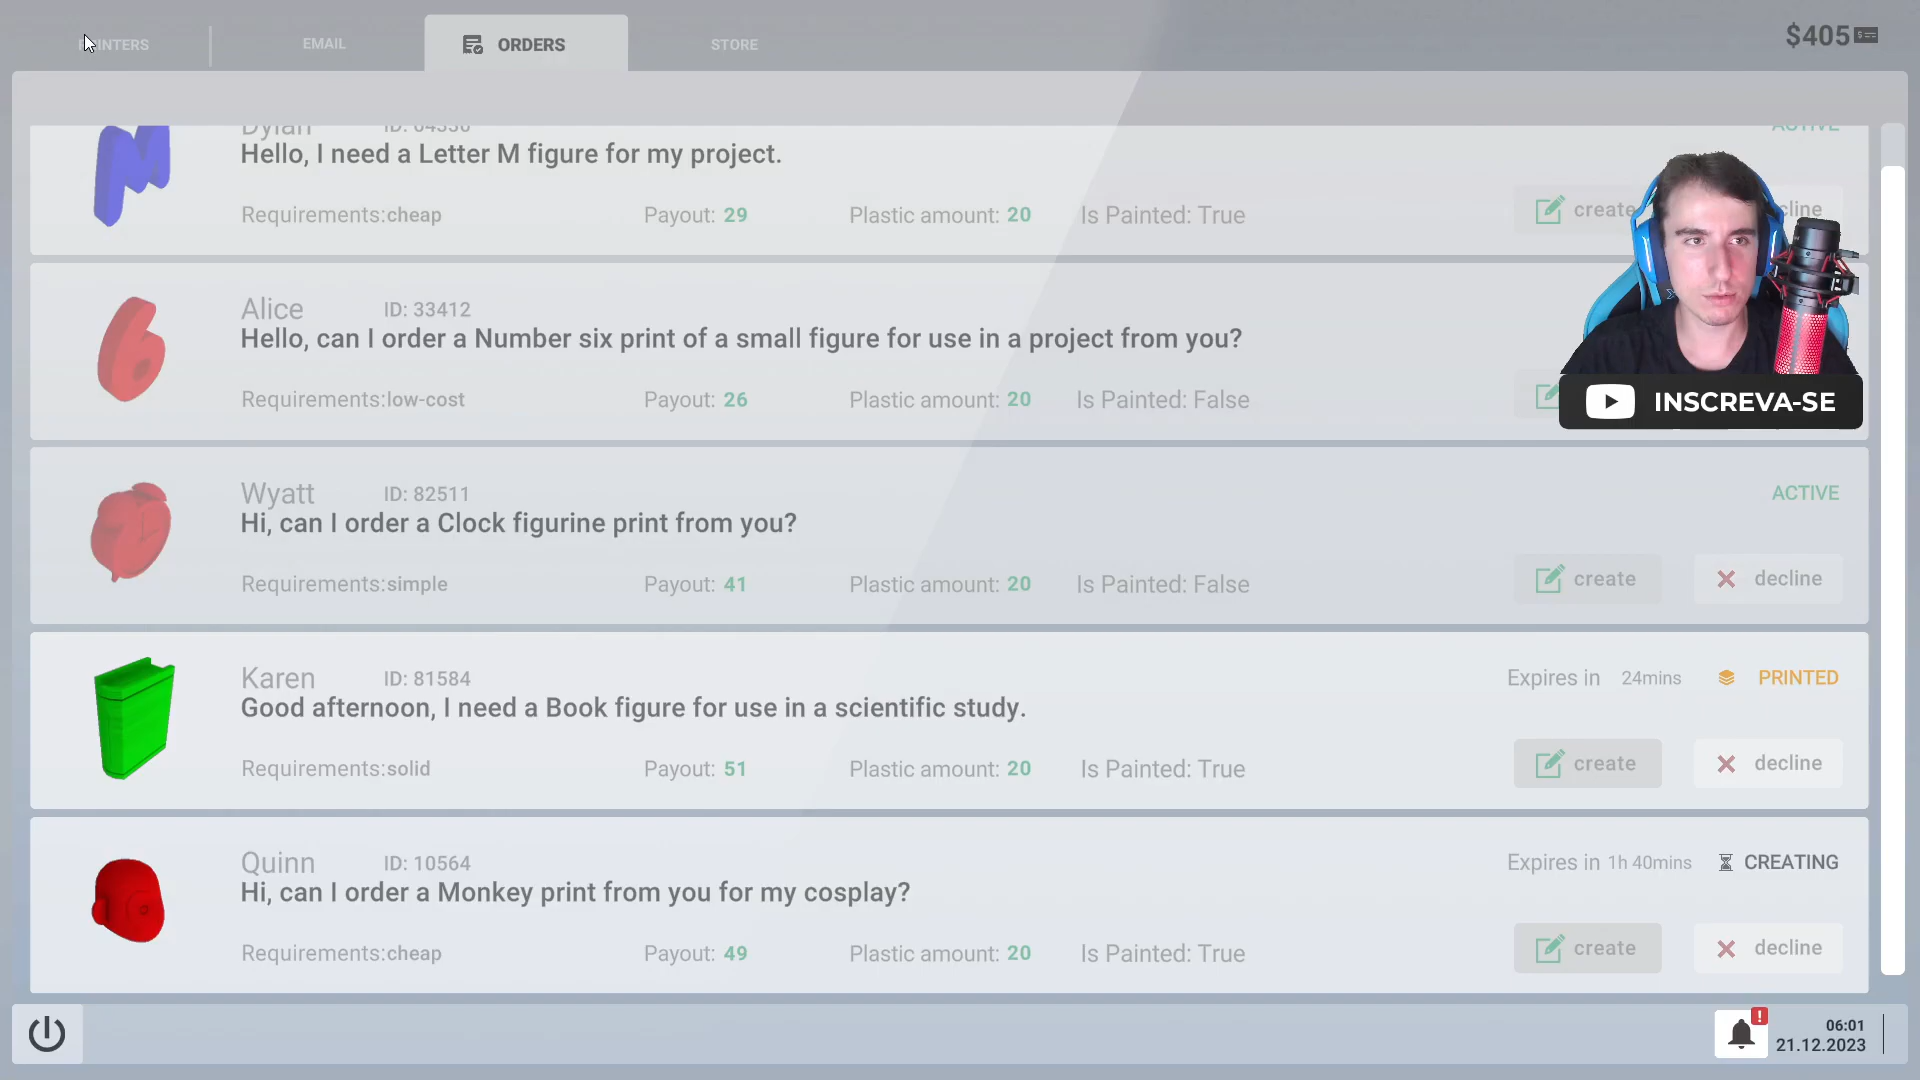 PRINTERS
EMAIL
ORDERS
STORE
$405
Dylan ID: 64336
ACTIVE
Hello, I need a Letter M figure for my project.
Requirements:cheap Payout: 29 Plastic amount: 20 Is Painted: True
create
decline
Alice ID: 33412
Hello, can I order a Number six print of a small figure for use in a project from you?
Requirements:low-cost Payout: 26 Plastic amount: 20 Is Painted: False
INSCREVA-SE
Wyatt ID: 82511
ACTIVE
Hi, can I order a Clock figurine print from you?
Requirements:simple Payout: 41 Plastic amount: 20 Is Painted: False
create
decline
Karen ID: 81584
Expires in 24mins PRINTED
Good afternoon, I need a Book figure for use in a scientific study.
Requirements:solid Payout: 51 Plastic amount: 20 Is Painted: True
create
decline
Quinn ID: 10564
Expires in 1h 40mins CREATING
Hi, can I order a Monkey print from you for my cosplay?
Requirements:cheap Payout: 49 Plastic amount: 20 Is Painted: True
create
decline
06:01
21.12.2023